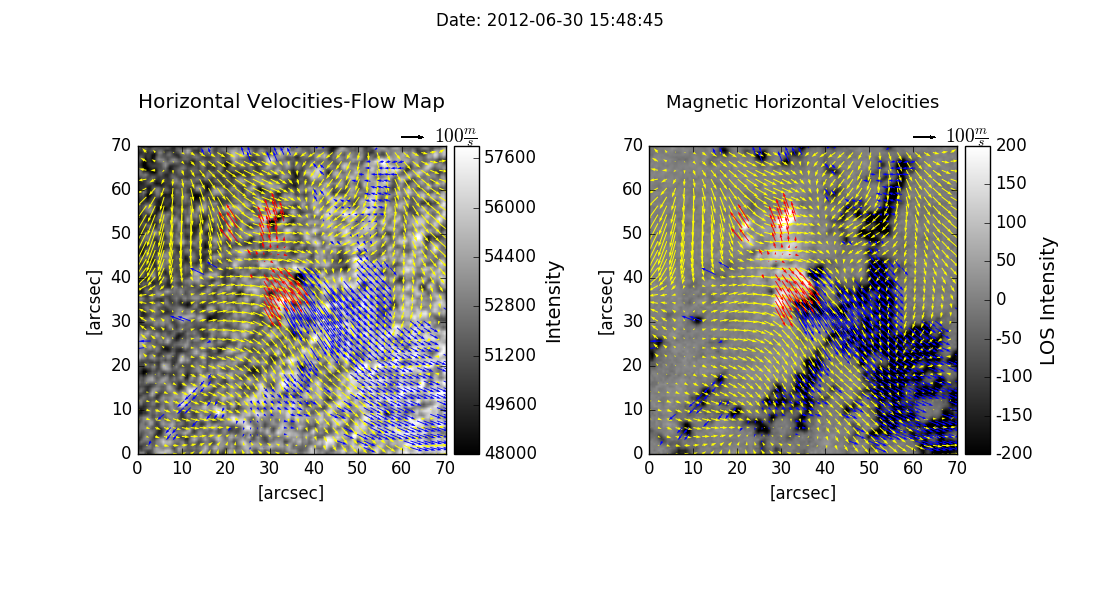 Date: 2012-06-30 15:48:45
Horizontal Velocities-Flow Map
100 m/s
70
60
50
40
30
20
10
0
[arcsec]
0 10 20 30 40 50 60 70
[arcsec]
57600
56000
54400
52800
51200
49600
48000
Intensity
Magnetic Horizontal Velocities
100 m/s
70
60
50
40
30
20
10
0
[arcsec]
0 10 20 30 40 50 60 70
[arcsec]
200
150
100
50
0
-50
-100
-150
-200
LOS Intensity